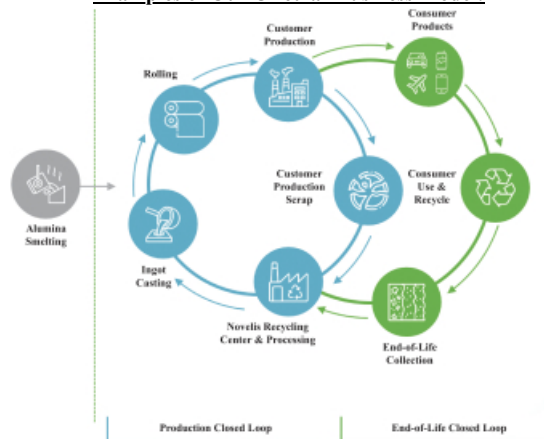 Customer
Production
Consumer
Products
Rolling
Customer
Production
Scrap
Consumer
Use &
Recycle
Alumina
Smelting
Ingot
Casting
Novelis Recycling
Center & Processing
End-of-Life
Collection
Production Closed Loop
End-of-Life Closed Loop